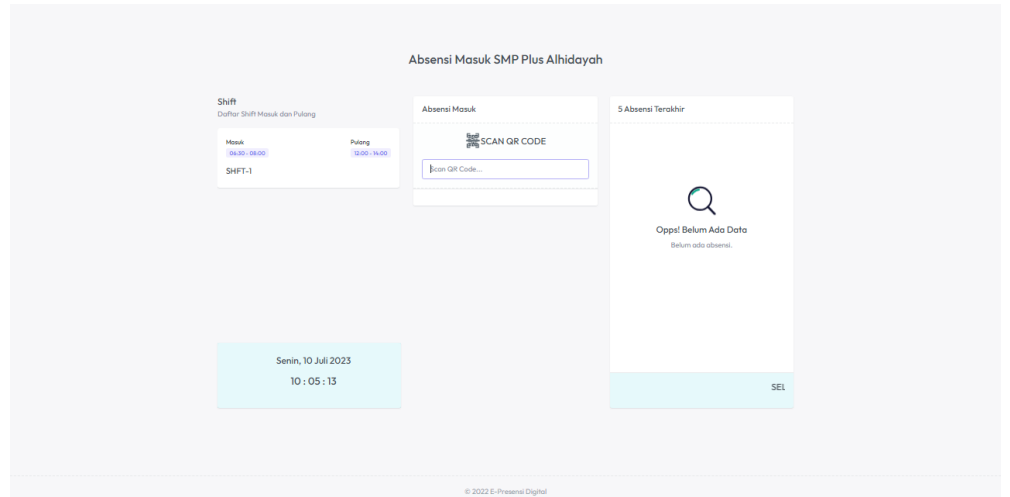 Absensi Masuk SMP Plus Alhidayah
Shift
Daftar Shift Masuk dan Pulang
Masuk
06:30 - 08:00
Pulang
12:00 - 14:00
SHFT-1
Senin, 10 Juli 2023
10 : 05 : 13
Absensi Masuk
SCAN QR CODE
Scan QR Code...
5 Absensi Terakhir
Opps! Belum Ada Data
Belum ada absensi.
SEL
© 2022 E-Presensi Digital